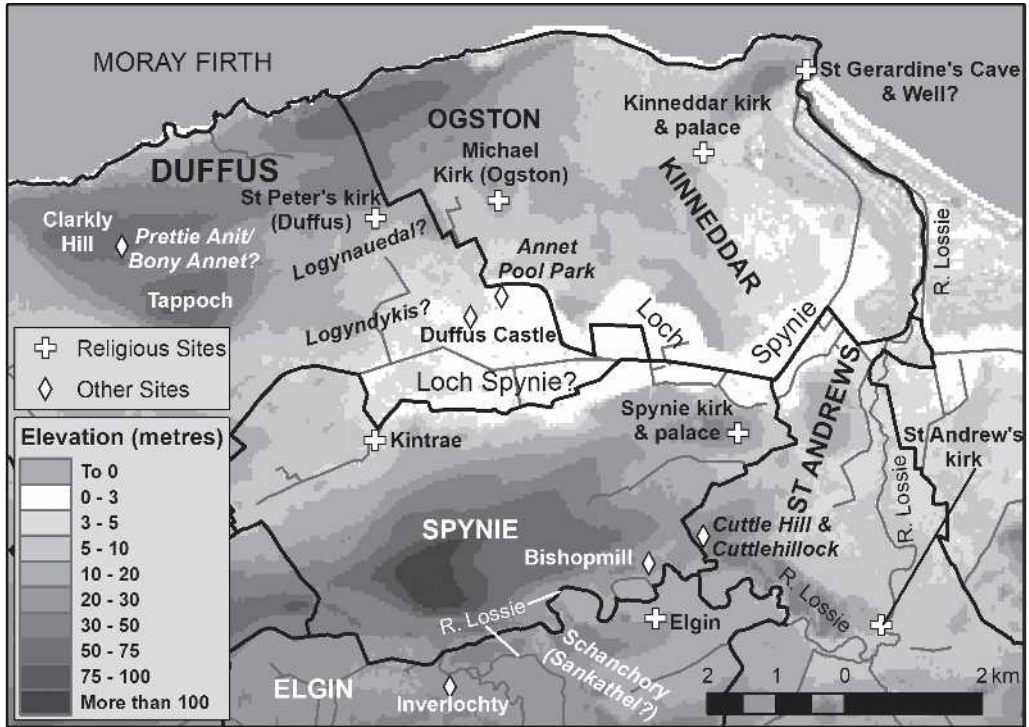 MORAY FIRTH
St Gerardine's Cave
& Well?
Kinneddar kirk
& palace
OGSTON
Michael
Kirk (Ogston)
DUFFUS
St Peter's kirk
(Duffus)
KINNEDDAR
Clarkly
Hill
Prettie Anit/
Bony Annet?
Logynauedal?
Annet
Pool Park
R. Lossie
Tappoch
Logyndykis?
Duffus Castle
Loch
Spynie
Religious Sites
Other Sites
Loch Spynie?
Kintrae
Spynie kirk
& palace
ST ANDREWS
St Andrew's
kirk
R. Lossie
Elevation (metres)
To 0
0 - 3
3 - 5
5 - 10
10 - 20
20 - 30
30 - 50
50 - 75
75 - 100
More than 100
SPYNIE
Cuttle Hill &
Cuttlehillock
Bishopmill
R. Lossie
R. Lossie
Elgin
Schanchory
(Sankathel?)
ELGIN
Inverlochty
2 1 0 2 km